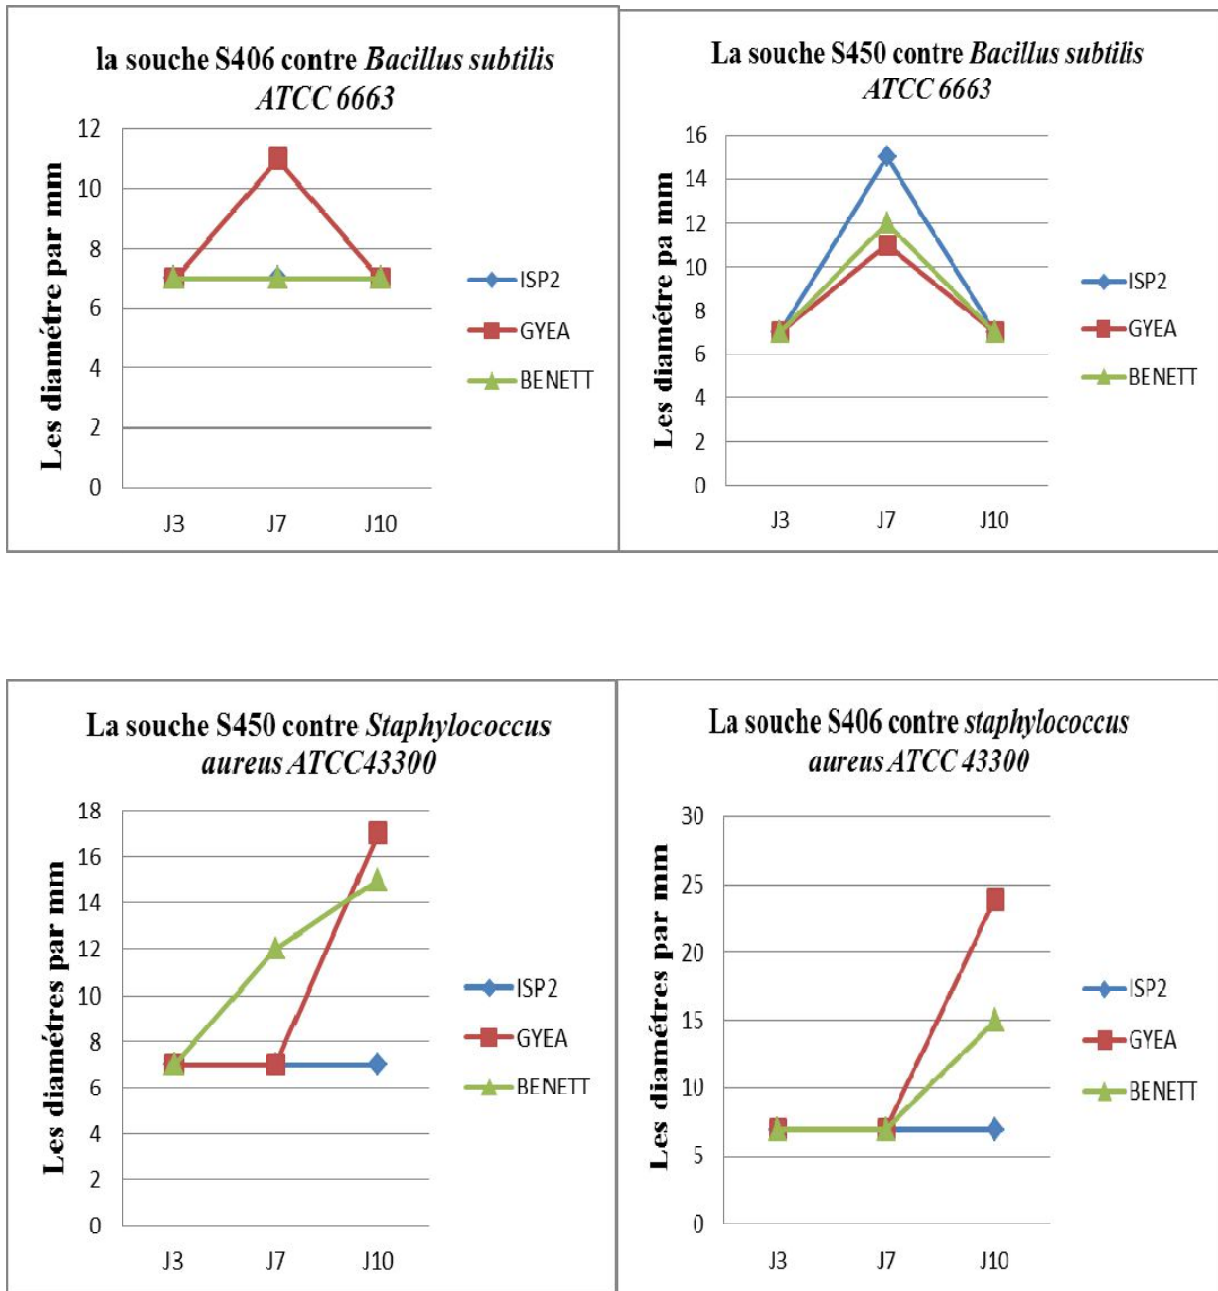 la souche S406 contre Bacillus subtilis
ATCC 6663
Les diamétre par mm
12
10
8
6
4
2
0
J3
J7
J10
ISP2
GYEA
BENETT
La souche S450 contre Bacillus subtilis
ATCC 6663
Les diamétre pa mm
16
14
12
10
8
6
4
2
0
J3
J7
J10
ISP2
GYEA
BENETT
La souche S450 contre Staphylococcus
aureus ATCC43300
Les diamétres par mm
18
16
14
12
10
8
6
4
2
0
J3
J7
J10
ISP2
GYEA
BENETT
La souche S406 contre staphylococcus
aureus ATCC 43300
Les diamétres par mm
30
25
20
15
10
5
0
J3
J7
J10
ISP2
GYEA
BENETT